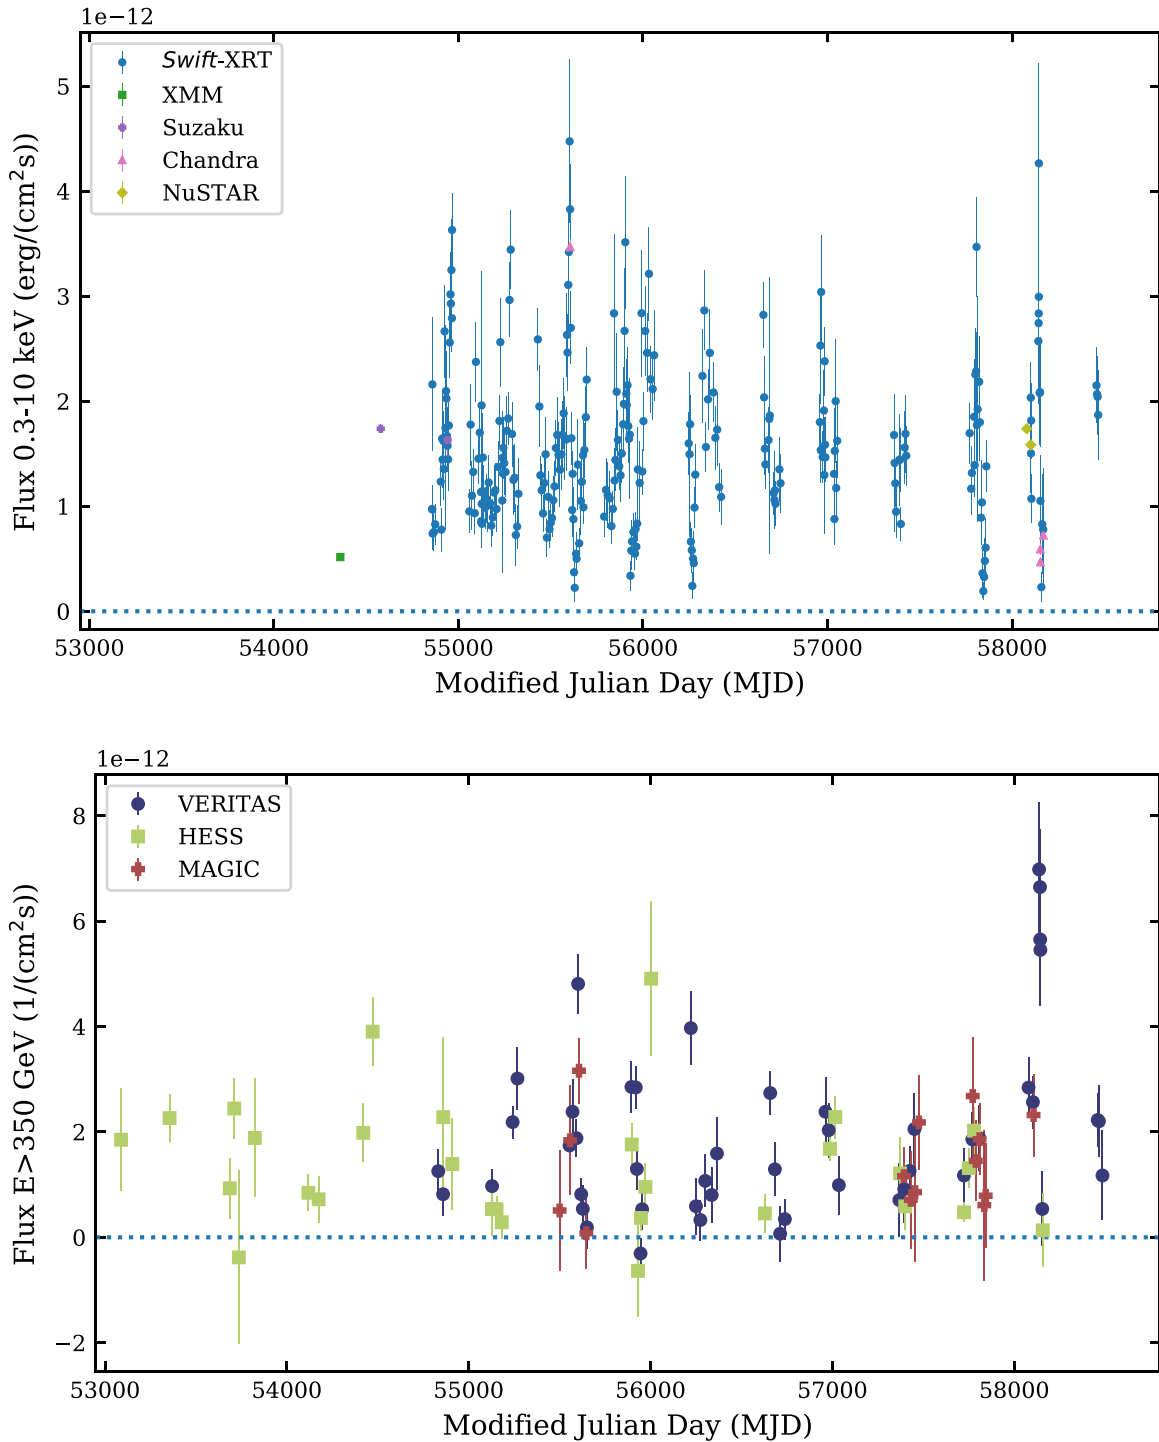 1e−12
Swift-XRT
XMM
Suzaku
Chandra
NuSTAR
5
4
3
2
1
0
Flux 0.3-10 keV (erg/(cm²s))
53000 54000 55000 56000 57000 58000
Modified Julian Day (MJD)
1e−12
VERITAS
HESS
MAGIC
8
6
4
2
0
−2
Flux E>350 GeV (1/(cm²s))
53000 54000 55000 56000 57000 58000
Modified Julian Day (MJD)